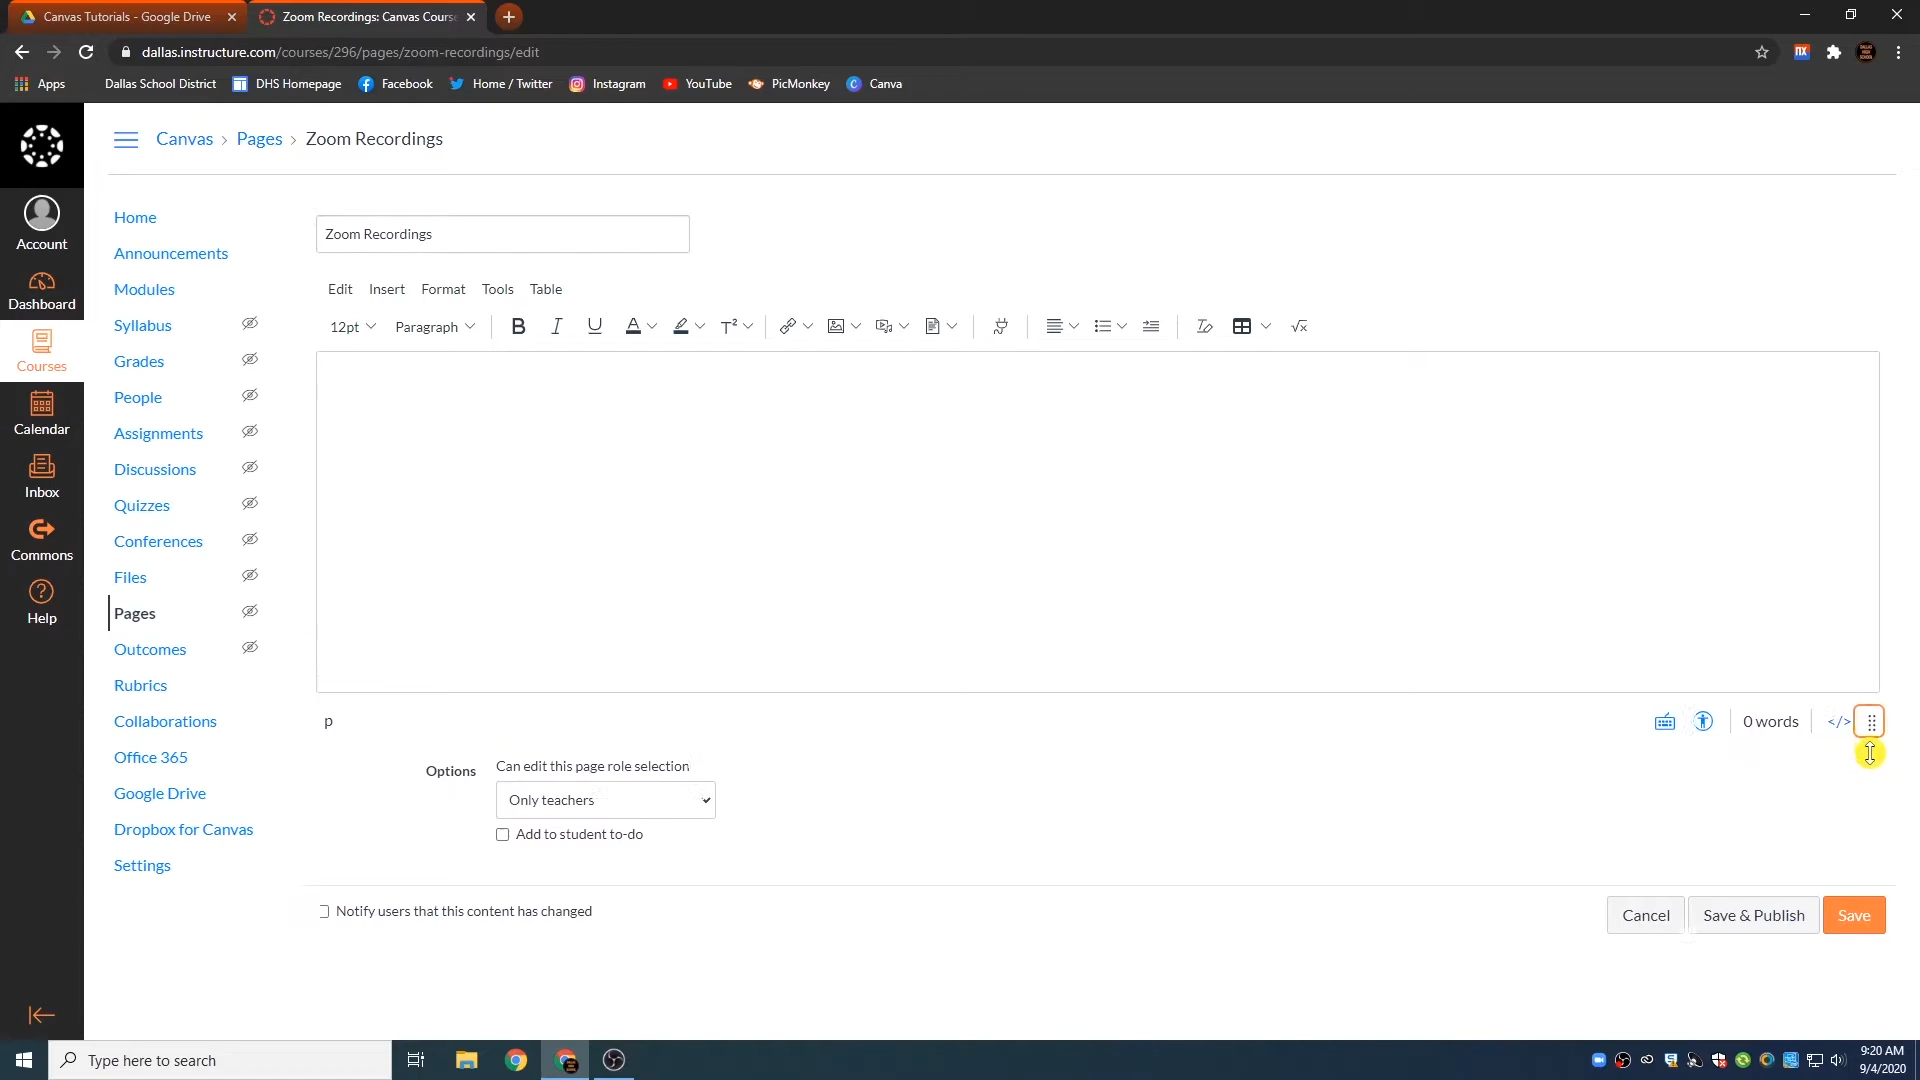 Canvas Tutorials - Google Drive
Zoom Recordings: Canvas Course
dallas.instructure.com/courses/296/pages/zoom-recordings/edit
Apps
Dallas School District
DHS Homepage
Facebook
Home / Twitter
Instagram
YouTube
PicMonkey
Canva
Canvas › Pages › Zoom Recordings
Account
Dashboard
Courses
Calendar
Inbox
Commons
Help
Home
Announcements
Modules
Syllabus
Grades
People
Assignments
Discussions
Quizzes
Conferences
Files
Pages
Outcomes
Rubrics
Collaborations
Office 365
Google Drive
Dropbox for Canvas
Settings
Zoom Recordings
Edit Insert Format Tools Table
12pt Paragraph
p
0 words </>
Options
Can edit this page role selection
Only teachers
Add to student to-do
Notify users that this content has changed
Cancel
Save & Publish
Save
Type here to search
9:20 AM
9/4/2020